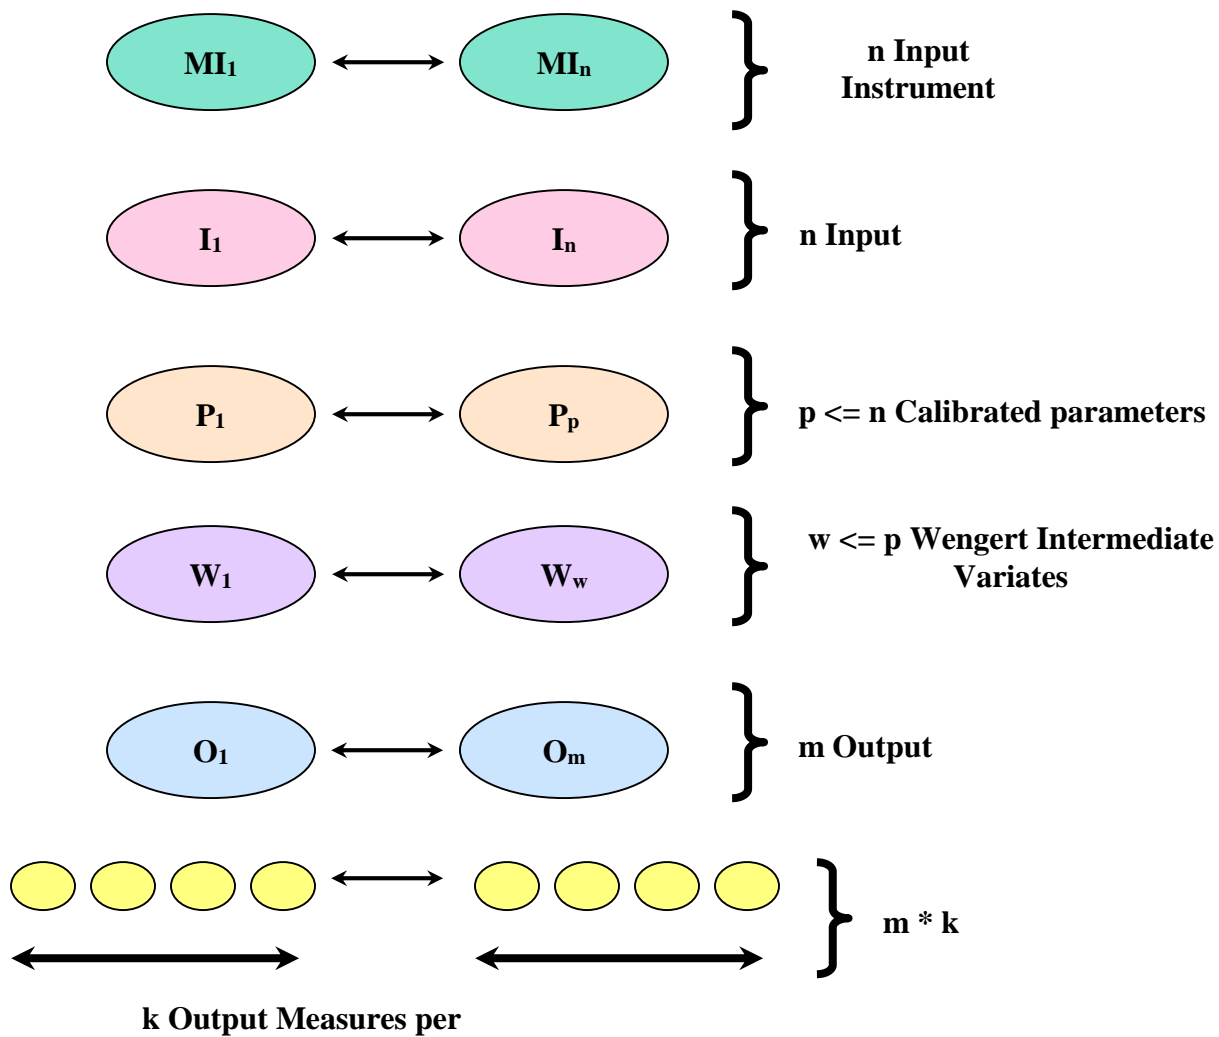 MI₁ MIₙ n Input
Instrument
I₁ Iₙ n Input
P₁ Pₚ p <= n Calibrated parameters
W₁ W_w w <= p Wengert Intermediate
Variates
O₁ Oₘ m Output
m * k
k Output Measures per